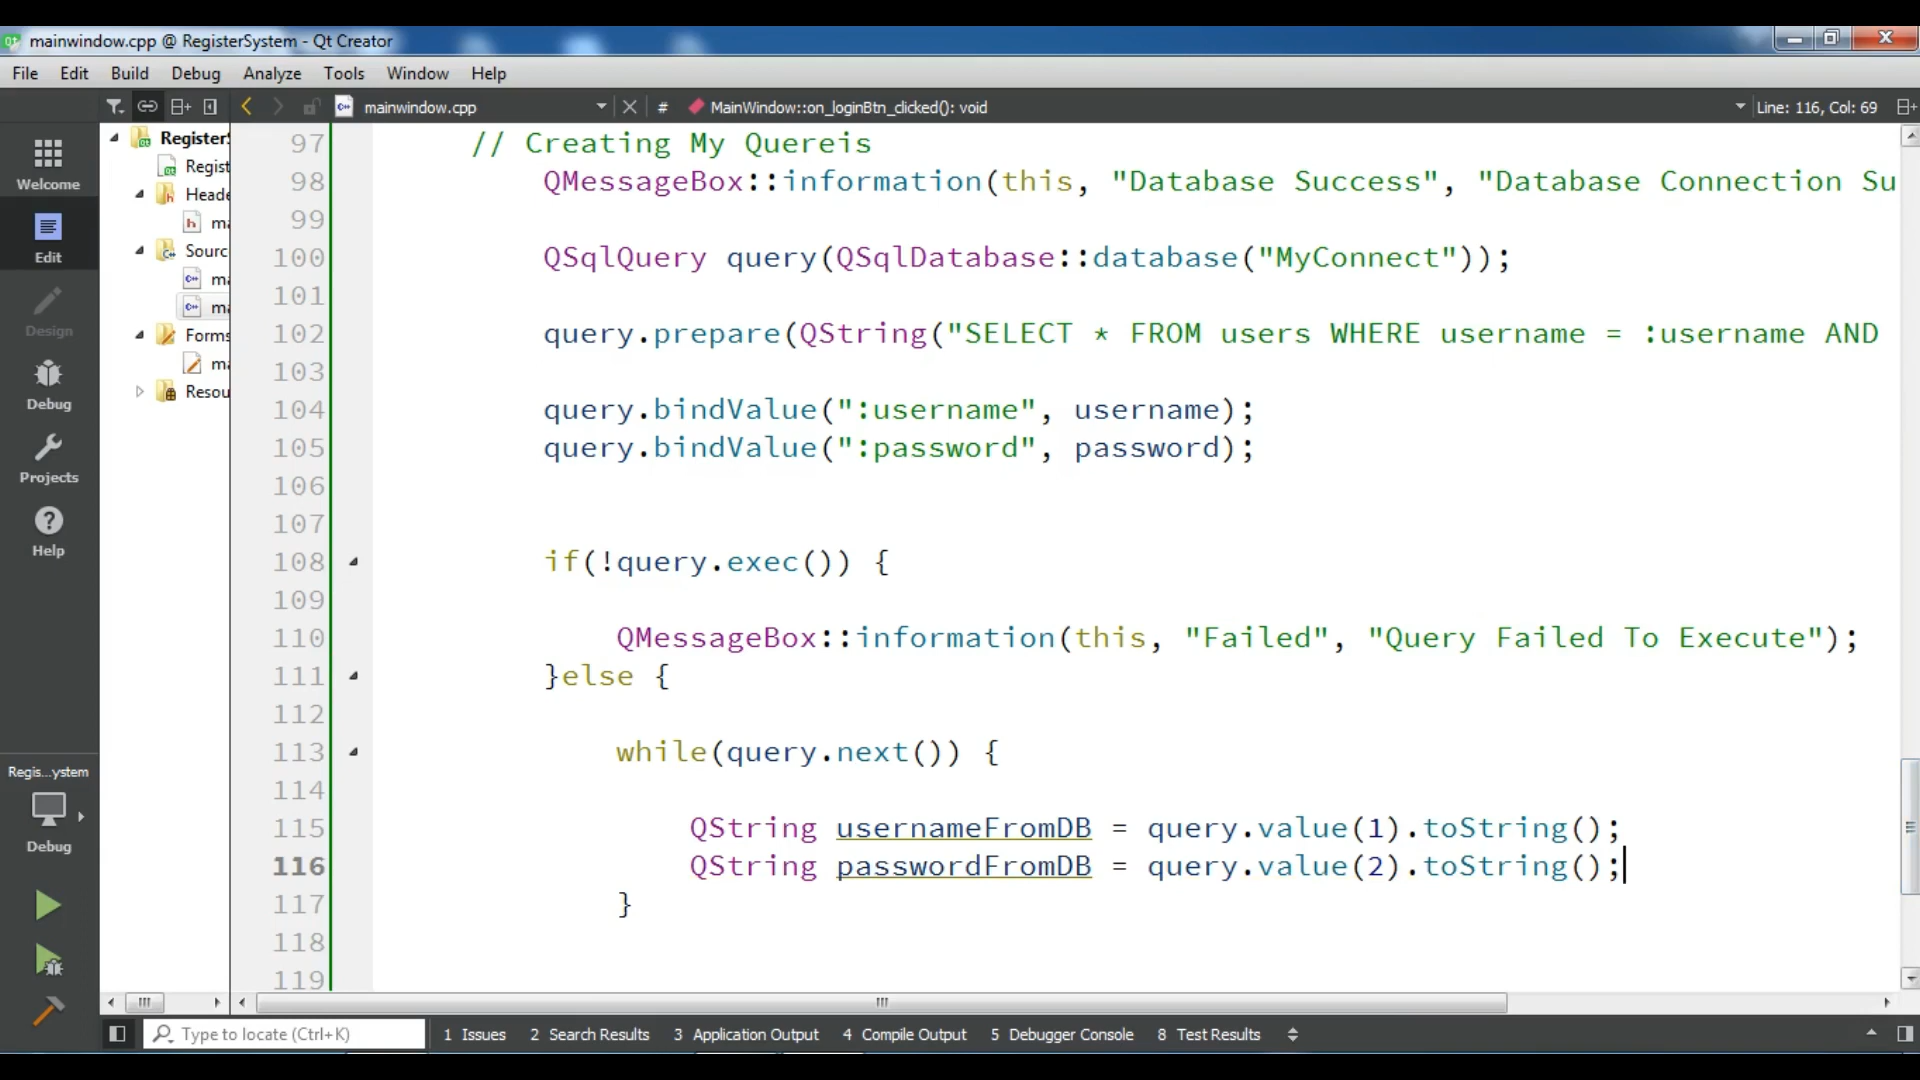 mainwindow.cpp @ RegisterSystem - Qt Creator
File Edit Build Debug Analyze Tools Window Help
mainwindow.cpp # MainWindow::on_loginBtn_clicked(): void Line: 116, Col: 69
Welcome
Edit
Design
Debug
Projects
Help
Regis...ystem
Debug
RegisterS
Regist
Heade
ma
Sourc
ma
ma
Forms
ma
Resou
97 // Creating My Quereis
98 QMessageBox::information(this, "Database Success", "Database Connection Su
99
100 QSqlQuery query(QSqlDatabase::database("MyConnect"));
101
102 query.prepare(QString("SELECT * FROM users WHERE username = :username AND
103
104 query.bindValue(":username", username);
105 query.bindValue(":password", password);
106
107
108 if(!query.exec()) {
109
110 QMessageBox::information(this, "Failed", "Query Failed To Execute");
111 }else {
112
113 while(query.next()) {
114
115 QString usernameFromDB = query.value(1).toString();
116 QString passwordFromDB = query.value(2).toString();
117 }
118
119
Type to locate (Ctrl+K) 1 Issues 2 Search Results 3 Application Output 4 Compile Output 5 Debugger Console 8 Test Results